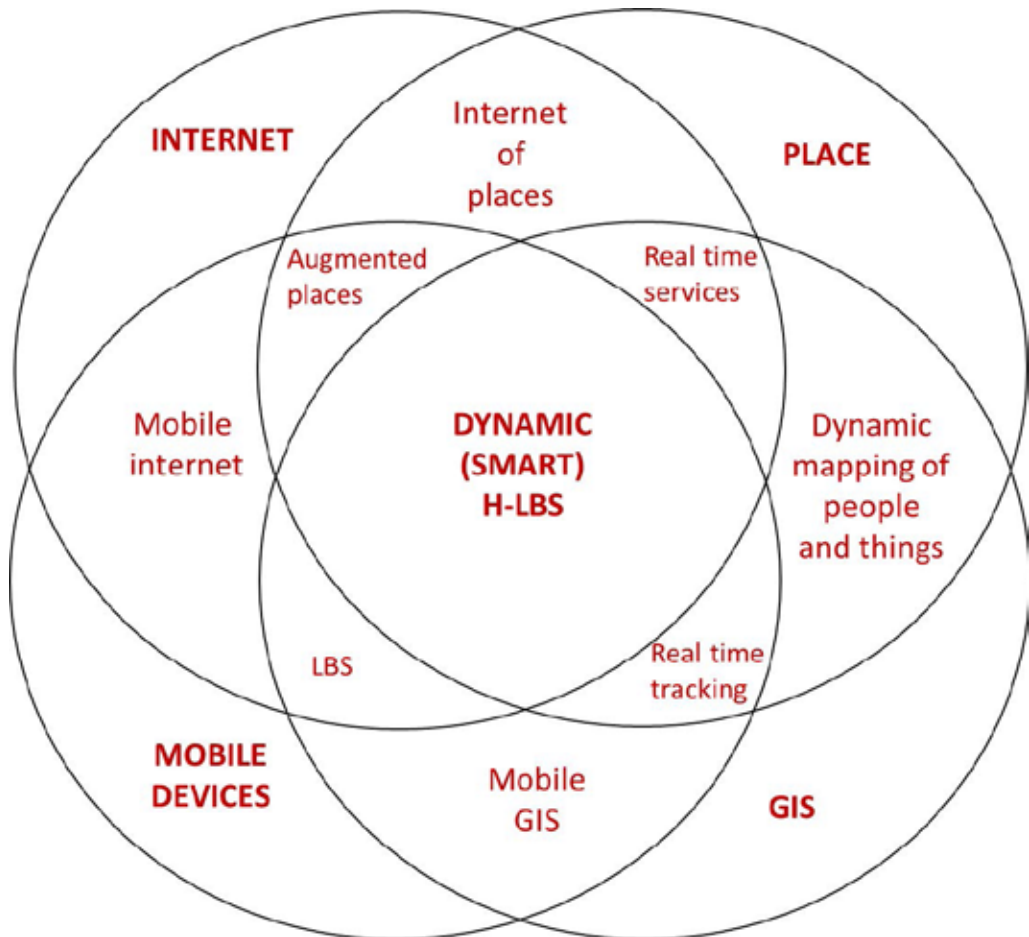 INTERNET
Internet
of
places
PLACE
Augmented
places
Real time
services
Mobile
internet
DYNAMIC
(SMART)
H-LBS
Dynamic
mapping of
people
and things
LBS
Real time
tracking
MOBILE
DEVICES
Mobile
GIS
GIS